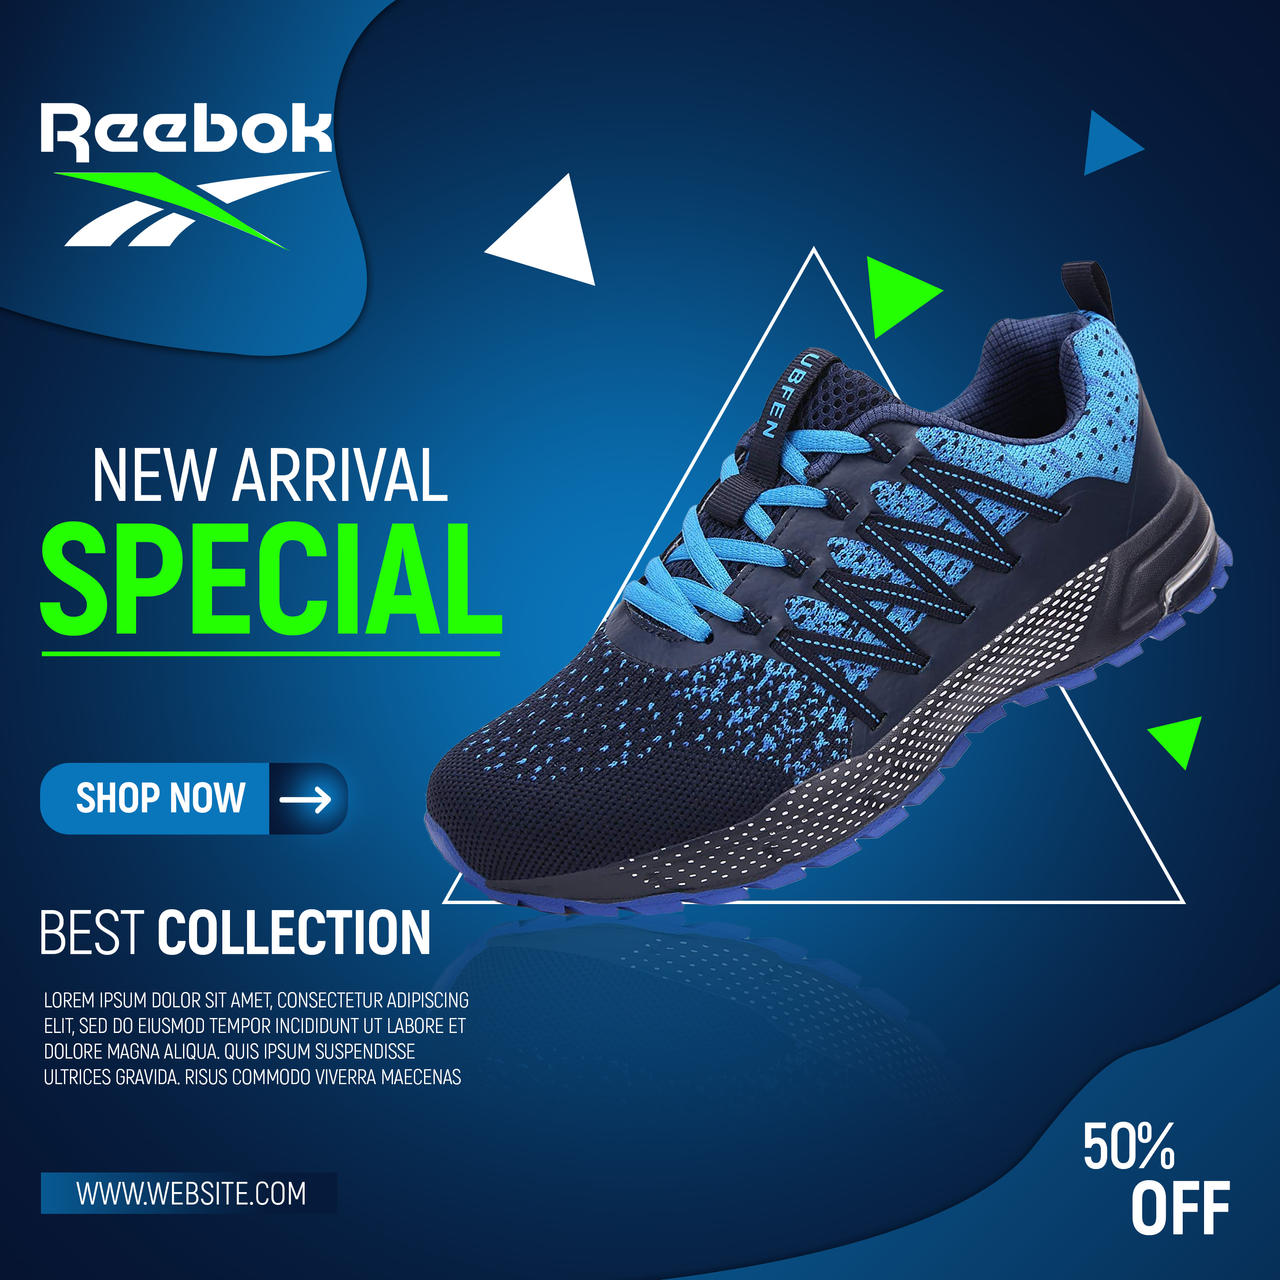 Reebok
UBFEN
NEW ARRIVAL
SPECIAL
SHOP NOW
BEST COLLECTION
LOREM IPSUM DOLOR SIT AMET, CONSECTETUR ADIPISCING
ELIT, SED DO EIUSMOD TEMPOR INCIDIDUNT UT LABORE ET
DOLORE MAGNA ALIQUA. QUIS IPSUM SUSPENDISSE
ULTRICES GRAVIDA. RISUS COMMODO VIVERRA MAECENAS
WWW.WEBSITE.COM
50%
OFF